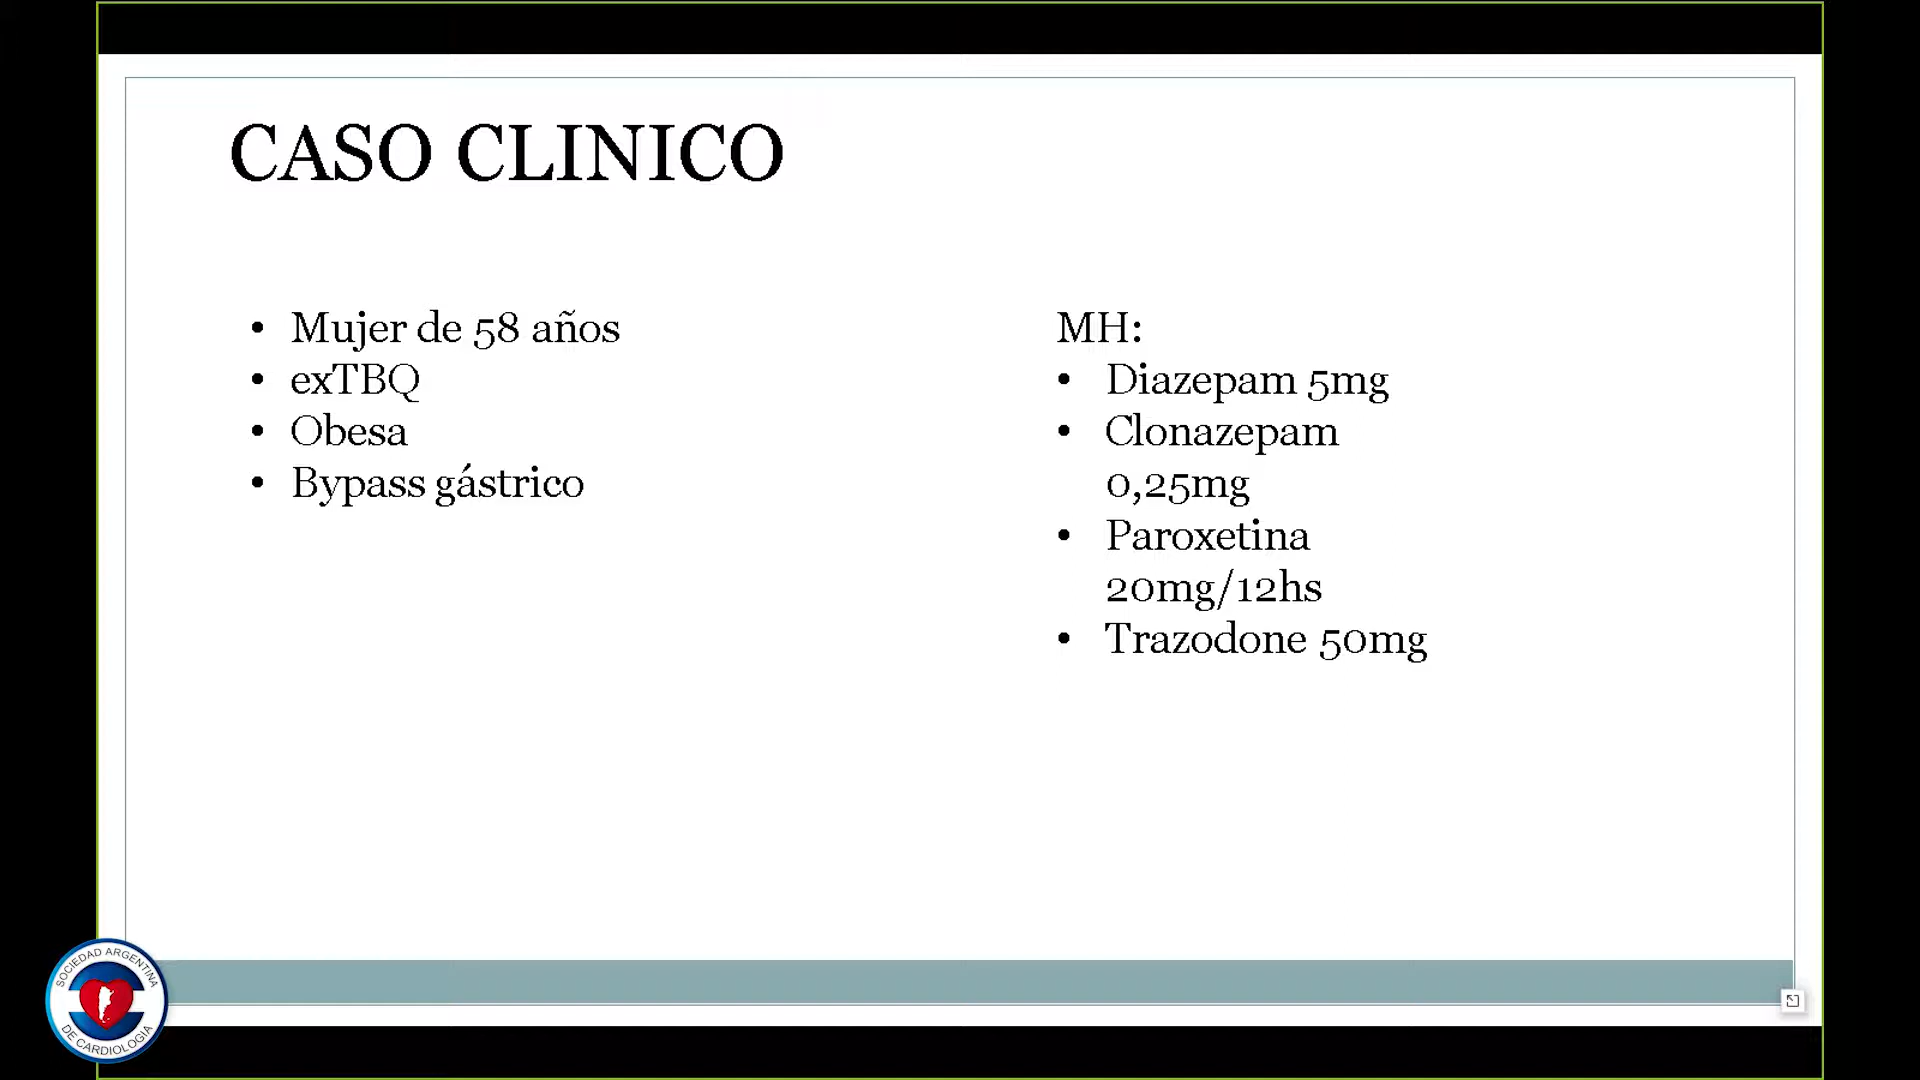 CASO CLINICO
• Mujer de 58 años
• exTBQ
• Obesa
• Bypass gástrico
MH:
• Diazepam 5mg
• Clonazepam
0,25mg
• Paroxetina
20mg/12hs
• Trazodone 50mg
SOCIEDAD ARGENTINA
DE CARDIOLOGIA